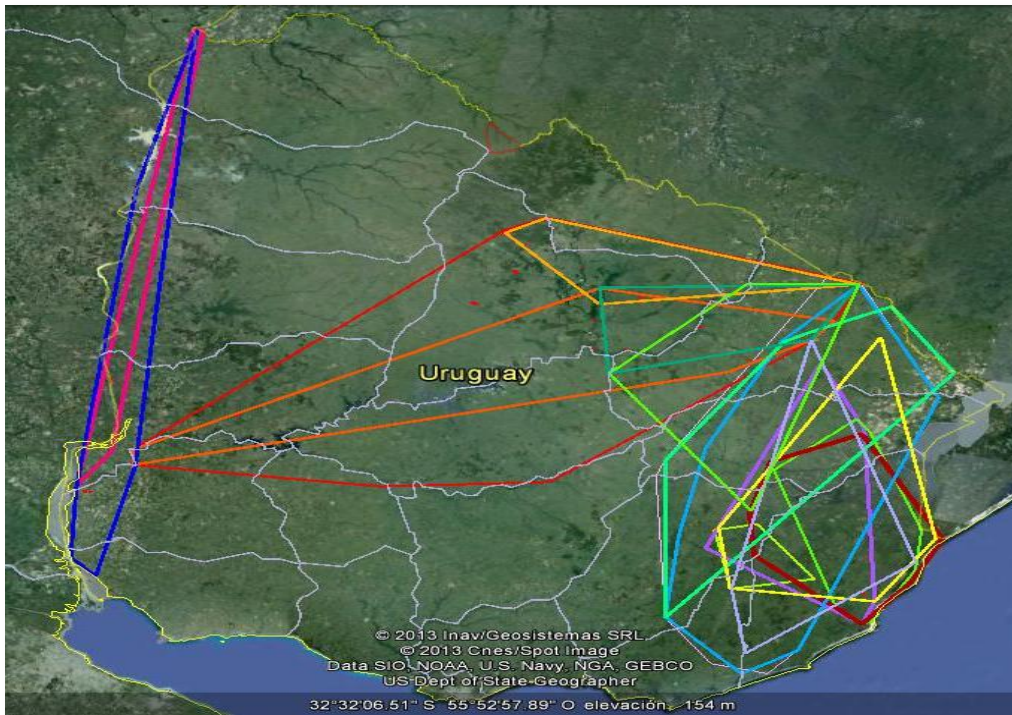 Uruguay
© 2013 Inav/Geosistemas SRL
© 2013 Cnes/Spot Image
Data SIO, NOAA, U.S. Navy, NGA, GEBCO
US Dept of State Geographer
32°32'06.51" S 55°52'57.89" O elevación 154 m